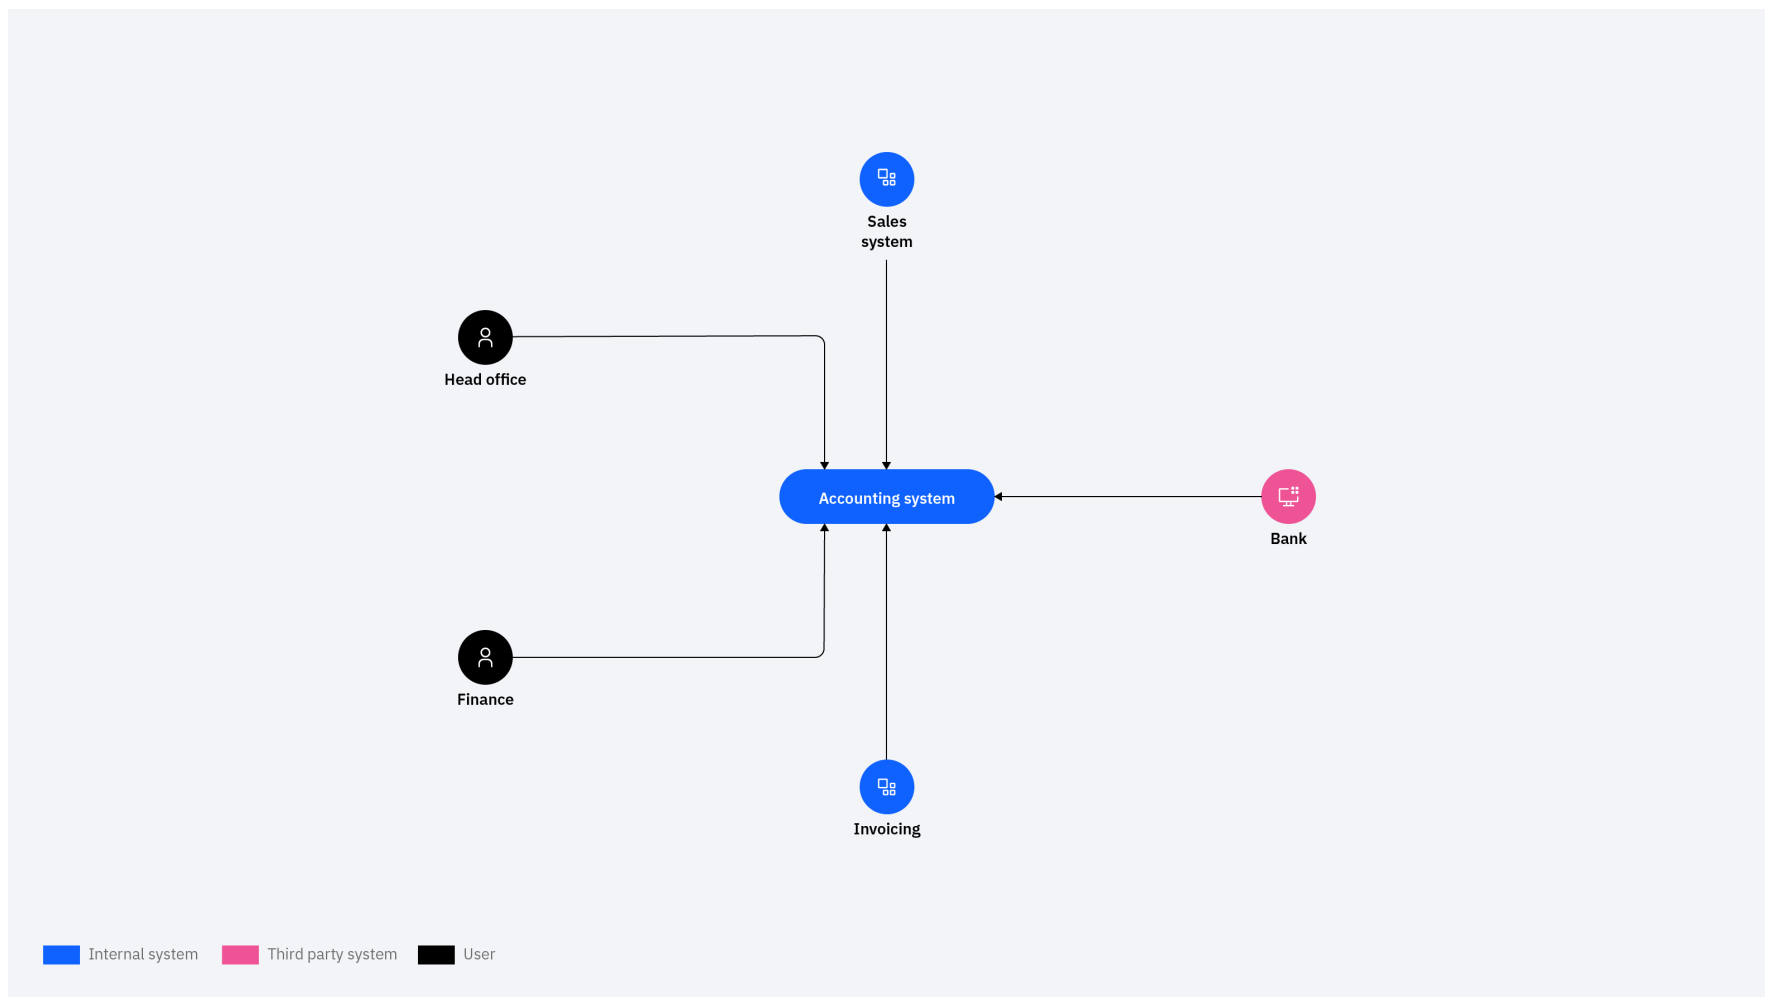 Sales
system
Head office
Accounting system
Bank
Finance
Invoicing
Internal system
Third party system
User